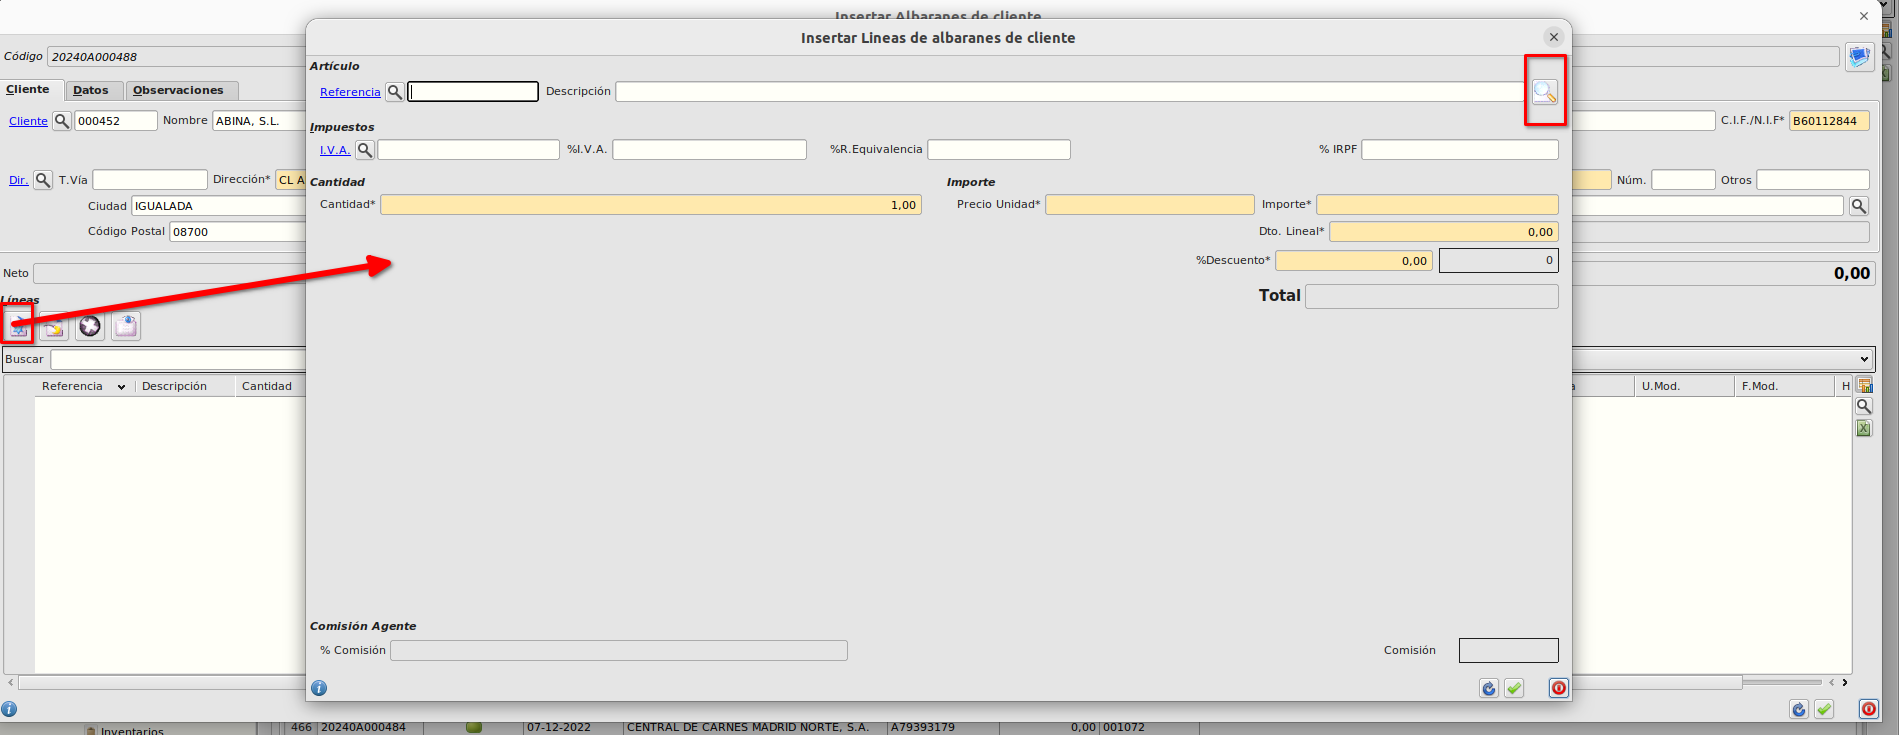 Insertar Albaranes de cliente
Insertar Lineas de albaranes de cliente
Código 20240A000488
Cliente Datos Observaciones
Cliente 000452 Nombre ABINA, S.L.
C.I.F./N.I.F* B60112844
Dir. T.Vía Dirección* CL A
Núm. Otros
Ciudad IGUALADA
Código Postal 08700
Neto
0,00
Líneas
Buscar
Referencia Descripción Cantidad
U.Mod. F.Mod. H
Artículo
Referencia Descripción
Impuestos
I.V.A. %I.V.A. %R.Equivalencia % IRPF
Cantidad Importe
Cantidad* 1,00 Precio Unidad* Importe*
Dto. Lineal* 0,00
%Descuento* 0,00 0
Total
Comisión Agente
% Comisión Comisión
Inventarios 466 20240A000484 07-12-2022 CENTRAL DE CARNES MADRID NORTE, S.A. A79393179 0,00 001072